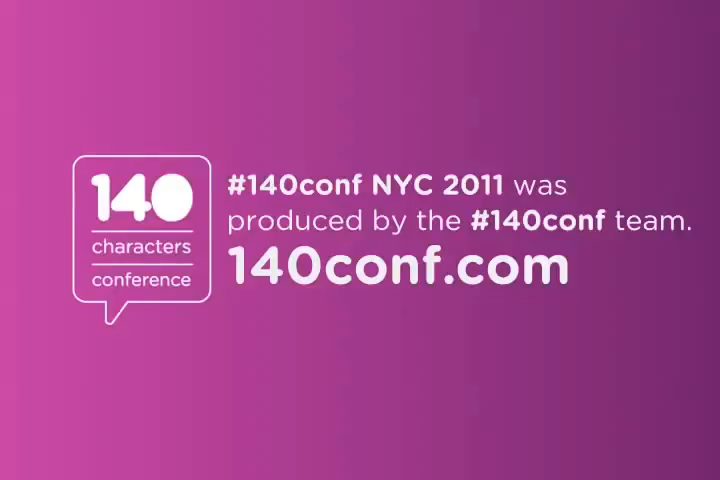 140
characters
conference
#140conf NYC 2011 was
produced by the #140conf team.
140conf.com